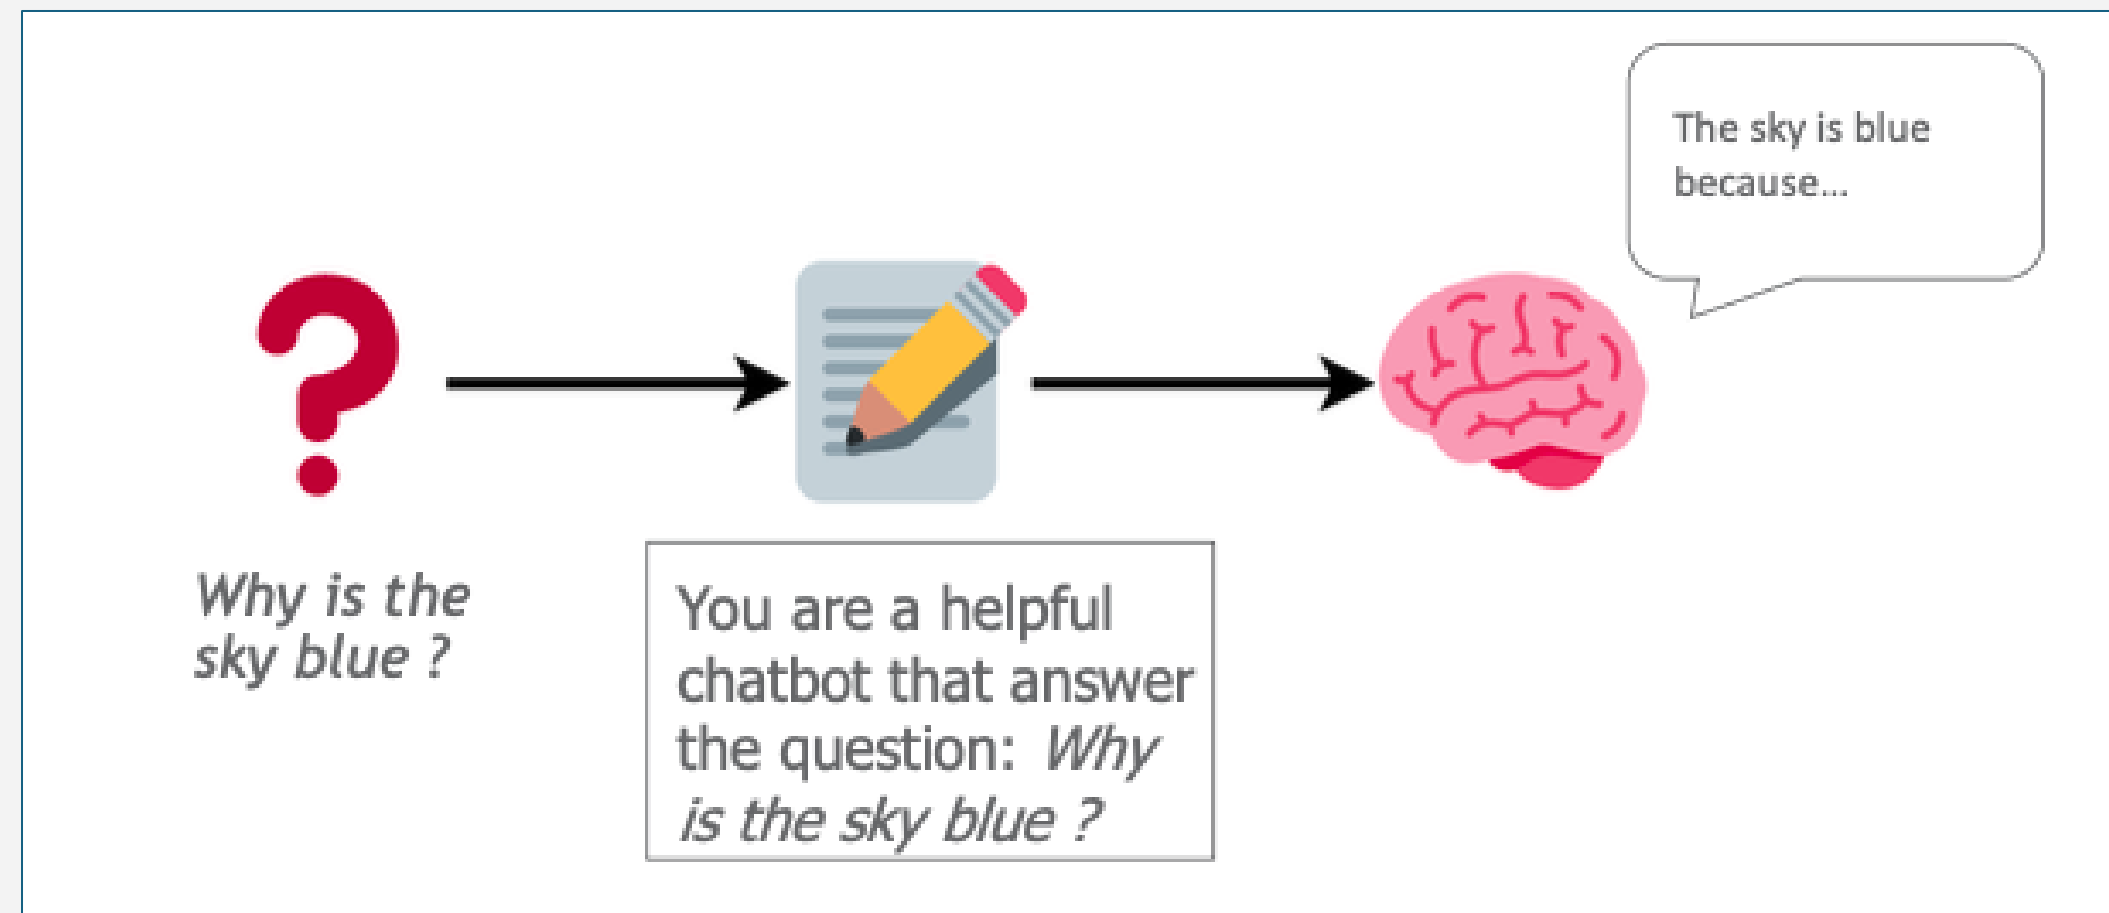 Why is the
sky blue ?
You are a helpful
chatbot that answer
the question: Why
is the sky blue ?
The sky is blue
because...